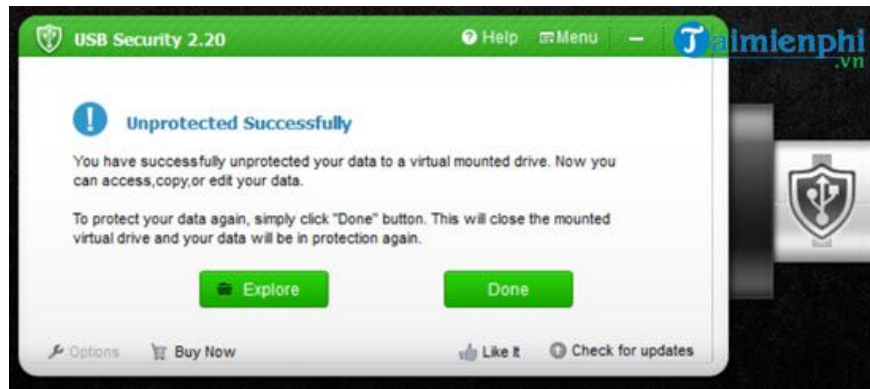 USB Security 2.20 Help Menu
Taimienphi
.vn
Unprotected Successfully
You have successfully unprotected your data to a virtual mounted drive. Now you
can access,copy,or edit your data.
To protect your data again, simply click "Done" button. This will close the mounted
virtual drive and your data will be in protection again.
Explore Done
Options Buy Now Like It Check for updates